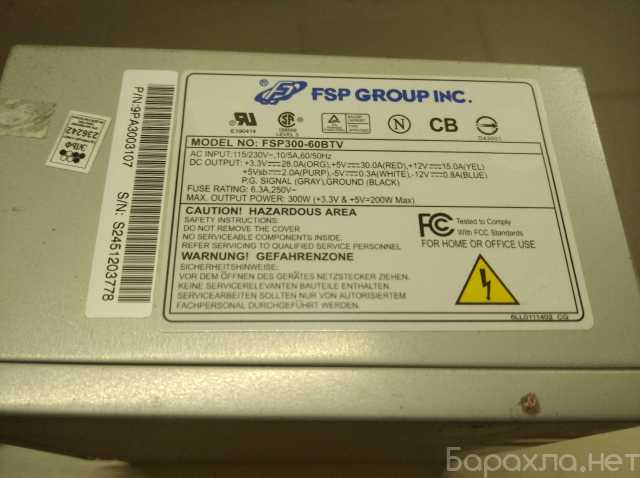 FSP GROUP INC.
E190414
N
CB
MODEL NO: FSP300-60BTV
AC INPUT:115/230V~,10/5A,60/50Hz
DC OUTPUT: +3.3V⎓28.0A(ORG),+5V⎓30.0A(RED),+12V⎓15.0A(YEL)
+5Vsb⎓2.0A(PURPLE),-5V⎓0.3A(WHITE),-12V⎓0.8A(BLUE)
P.G. SIGNAL (GRAY),GROUND (BLACK)
FUSE RATING: 6.3A,250V~
MAX. OUTPUT POWER: 300W (+3.3V & +5V=200W Max)
CAUTION! HAZARDOUS AREA
SAFETY INSTRUCTIONS:
DO NOT REMOVE THE COVER
NO SERVICEABLE COMPONENTS INSIDE.
REFER SERVICING TO QUALIFIED SERVICE PERSONNEL
FC Tested to Comply
With FCC Standards
FOR HOME OR OFFICE USE
WARNUNG! GEFAHRENZONE
SICHERHEITSHINWEISE:
VOR DEM ÖFFNEN DES GERÄTES NETZSTECKER ZIEHEN.
KEINE SERVICERELEVANTEN BAUTEILE ENTHALTEN.
SERVICEARBEITEN SOLLTEN NUR VON AUTORISIERTEM
FACHPERSONAL DURCHGEFÜHRT WERDEN
P/N:9PA3003107
S/N: S2451203778
236242
Барахла.нет